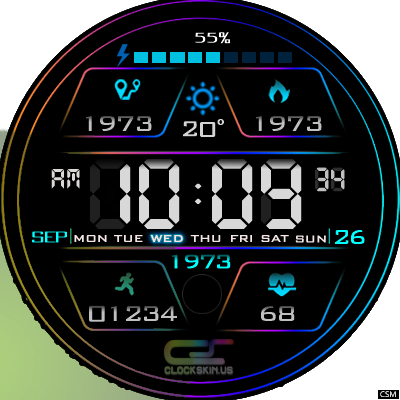 55%
1973 20° 1973
AM 10:09 34
SEP MON TUE WED THU FRI SAT SUN 26
1973
01234 68
CLOCKSKIN.US
CSM